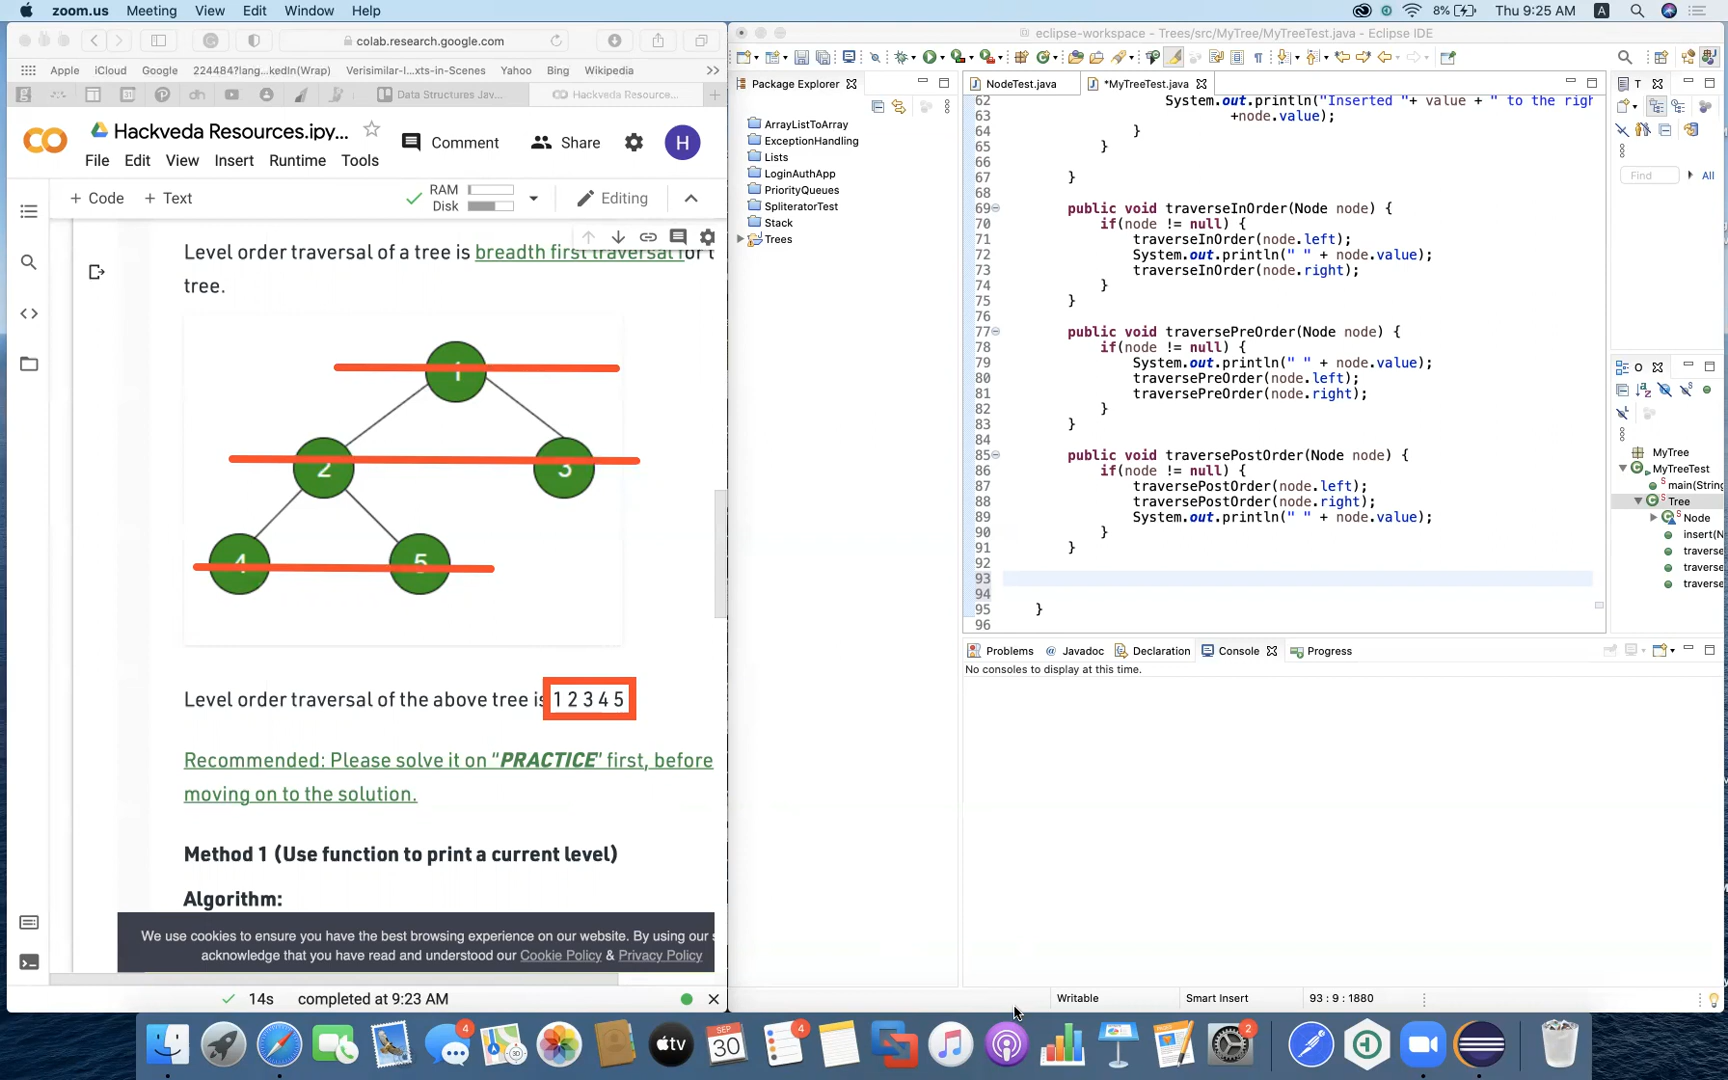 zoom.us Meeting View Edit Window Help 8% Thu 9:25 AM A
colab.research.google.com
Apple iCloud Google 224484?lang...kedIn(Wrap) Verisimilar-I...xts-in-Scenes Yahoo Bing Wikipedia >>
Data Structures Jav... Hackveda Resource...
CO Hackveda Resources.ipy...
Comment Share H
File Edit View Insert Runtime Tools
+ Code + Text RAM Disk Editing
Level order traversal of a tree is breadth first traversal for t
tree.
1
2 3
4 5
Level order traversal of the above tree is 1 2 3 4 5
Recommended: Please solve it on “PRACTICE” first, before
moving on to the solution.
Method 1 (Use function to print a current level)
Algorithm:
We use cookies to ensure you have the best browsing experience on our website. By using our s
acknowledge that you have read and understood our Cookie Policy & Privacy Policy
14s completed at 9:23 AM
eclipse-workspace - Trees/src/MyTree/MyTreeTest.java - Eclipse IDE
Package Explorer
ArrayListToArray
ExceptionHandling
Lists
LoginAuthApp
PriorityQueues
SpliteratorTest
Stack
Trees
NodeTest.java *MyTreeTest.java
62 System.out.println("Inserted "+ value + " to the righ
63 +node.value);
64 }
65 }
66
67 }
68
69 public void traverseInOrder(Node node) {
70 if(node != null) {
71 traverseInOrder(node.left);
72 System.out.println(" " + node.value);
73 traverseInOrder(node.right);
74 }
75 }
76
77 public void traversePreOrder(Node node) {
78 if(node != null) {
79 System.out.println(" " + node.value);
80 traversePreOrder(node.left);
81 traversePreOrder(node.right);
82 }
83 }
84
85 public void traversePostOrder(Node node) {
86 if(node != null) {
87 traversePostOrder(node.left);
88 traversePostOrder(node.right);
89 System.out.println(" " + node.value);
90 }
91 }
92
93
94
95 }
96
T
Find All
O
MyTree
MyTreeTest
main(String
Tree
Node
insert(N
traverse
traverse
traverse
Problems @ Javadoc Declaration Console Progress
No consoles to display at this time.
Writable Smart Insert 93 : 9 : 1880
4 tv SEP 30 4 2